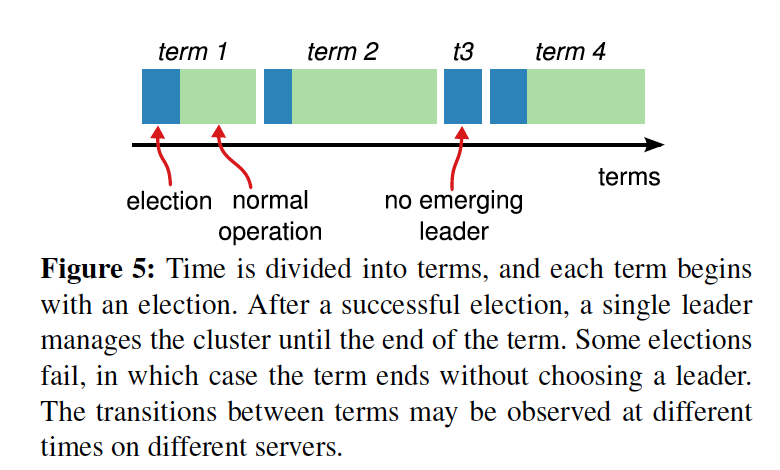 term 1 term 2 t3 term 4
terms
election normal operation no emerging leader
Figure 5: Time is divided into terms, and each term begins
with an election. After a successful election, a single leader
manages the cluster until the end of the term. Some elections
fail, in which case the term ends without choosing a leader.
The transitions between terms may be observed at different
times on different servers.